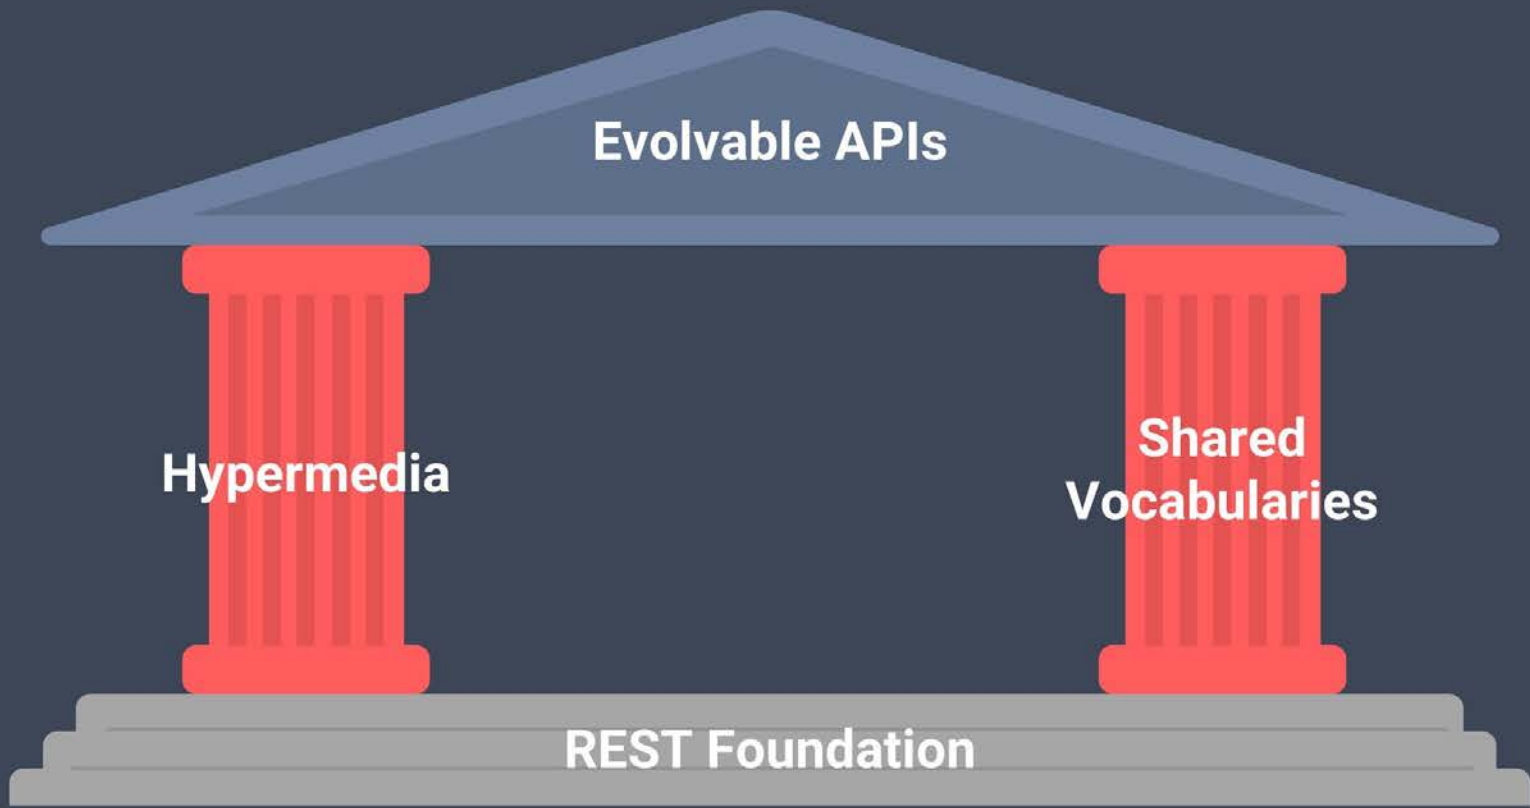 Evolvable APIs
Hypermedia
Shared
Vocabularies
REST Foundation